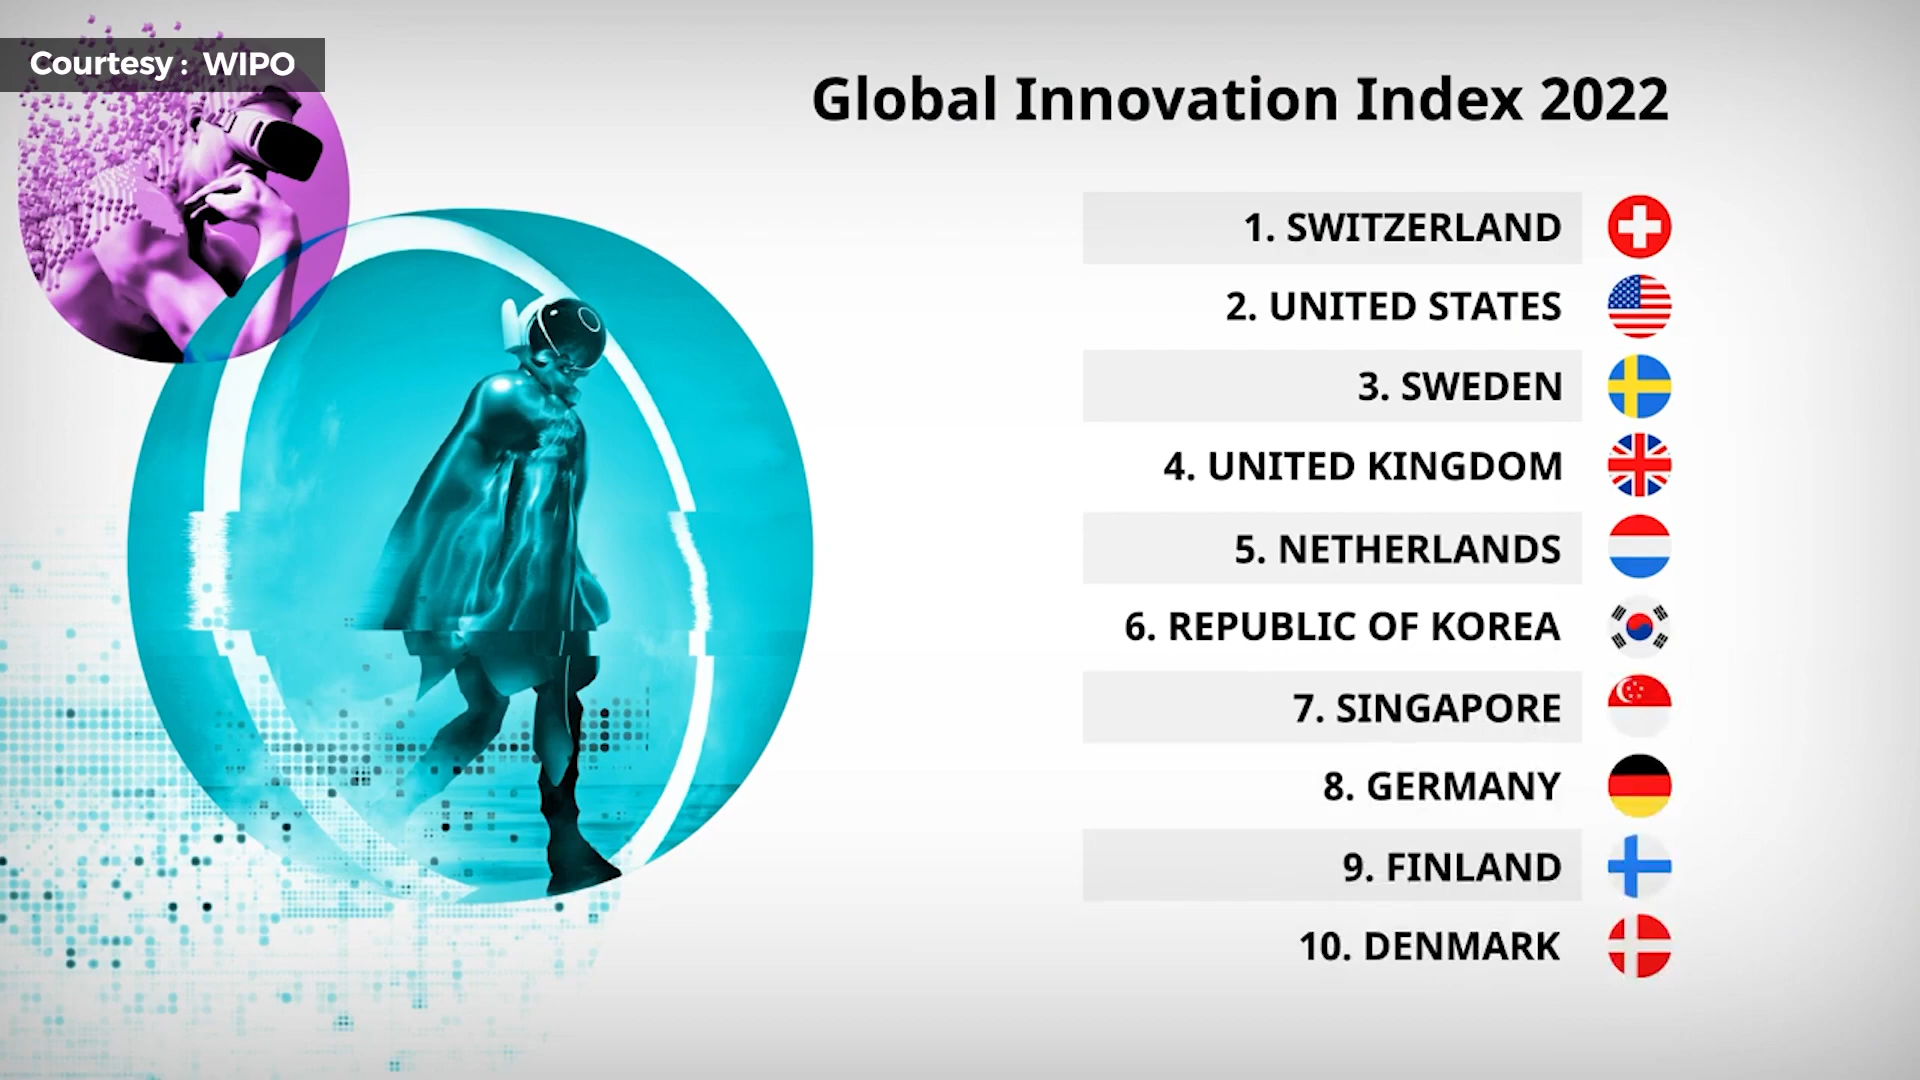 Courtesy : WIPO
Global Innovation Index 2022
1. SWITZERLAND
2. UNITED STATES
3. SWEDEN
4. UNITED KINGDOM
5. NETHERLANDS
6. REPUBLIC OF KOREA
7. SINGAPORE
8. GERMANY
9. FINLAND
10. DENMARK